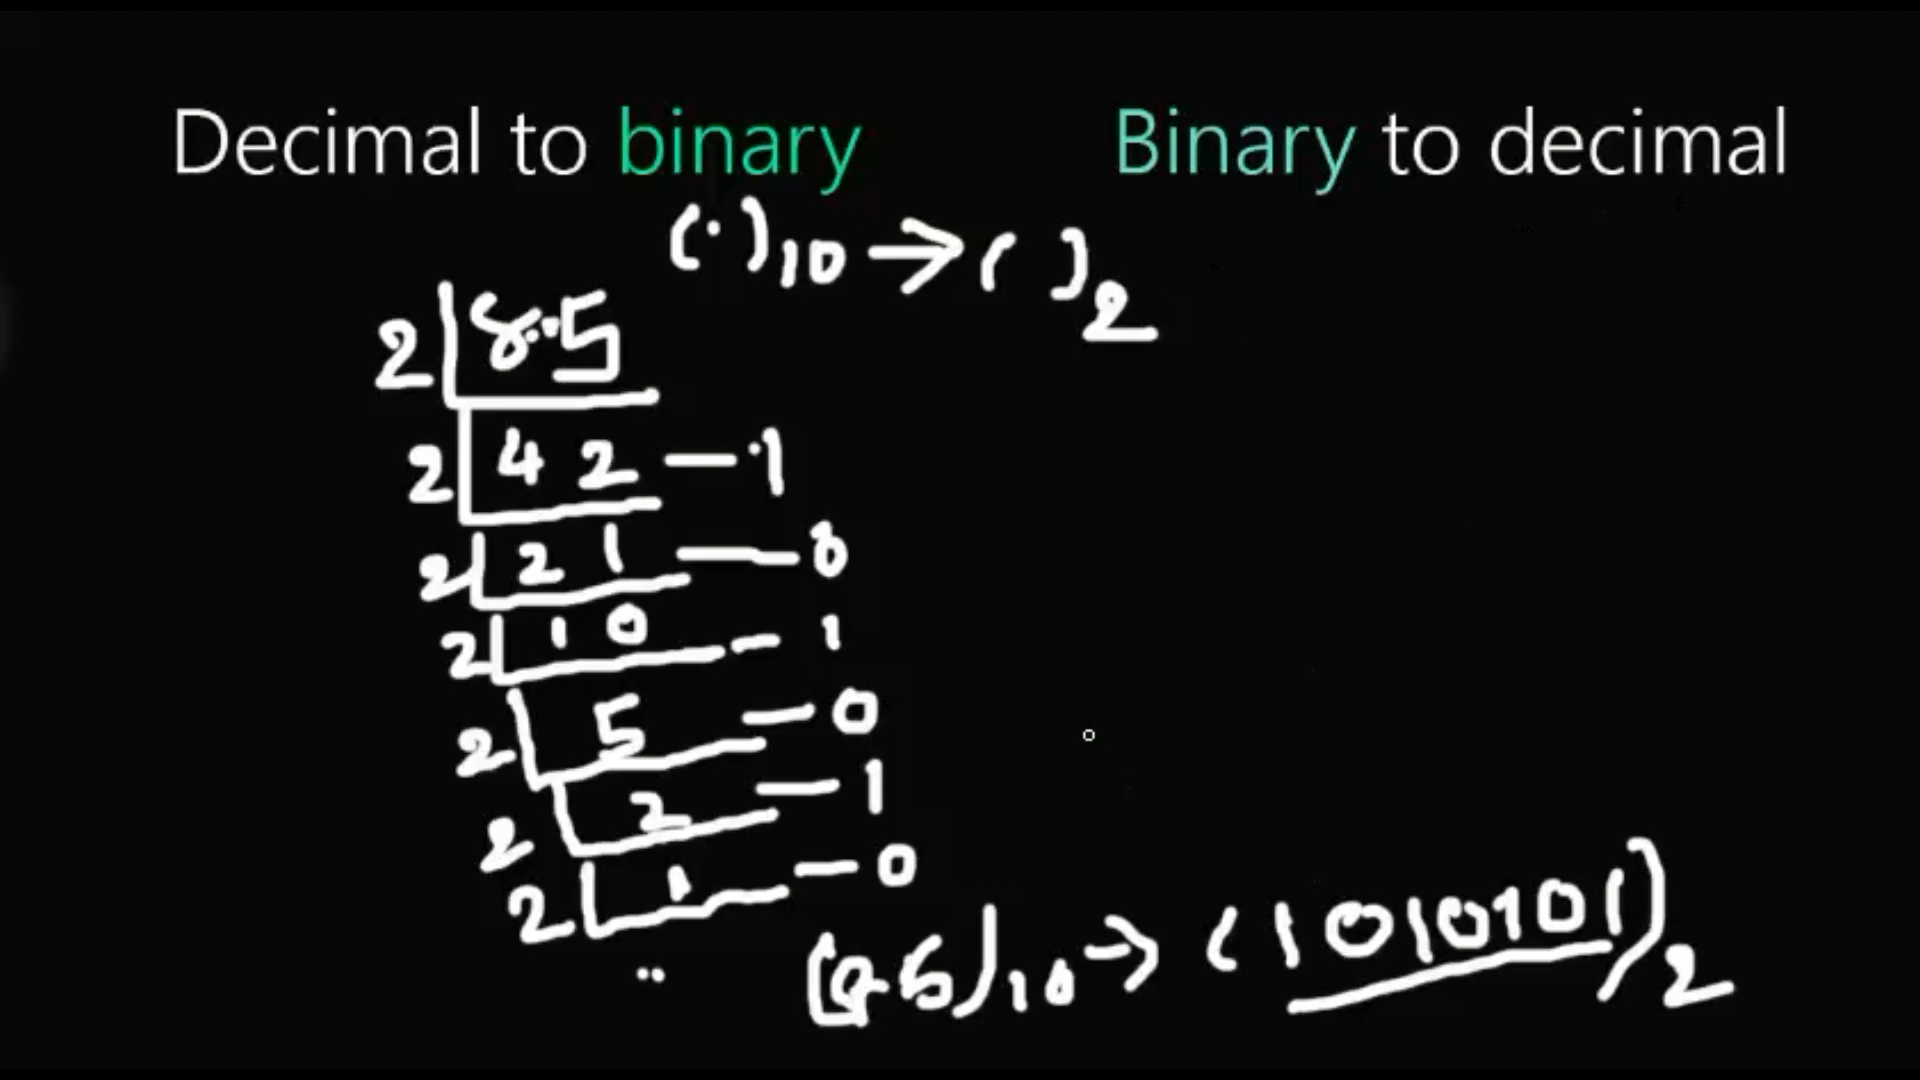 Decimal to binary
Binary to decimal
(·)10 → ( )2
2 | 85
2 | 42 — 1
2 | 21 — 0
2 | 10 — 1
2 | 5 — 0
2 | 2 — 1
2 | 1 — 0
(85)10 → (1010101)2